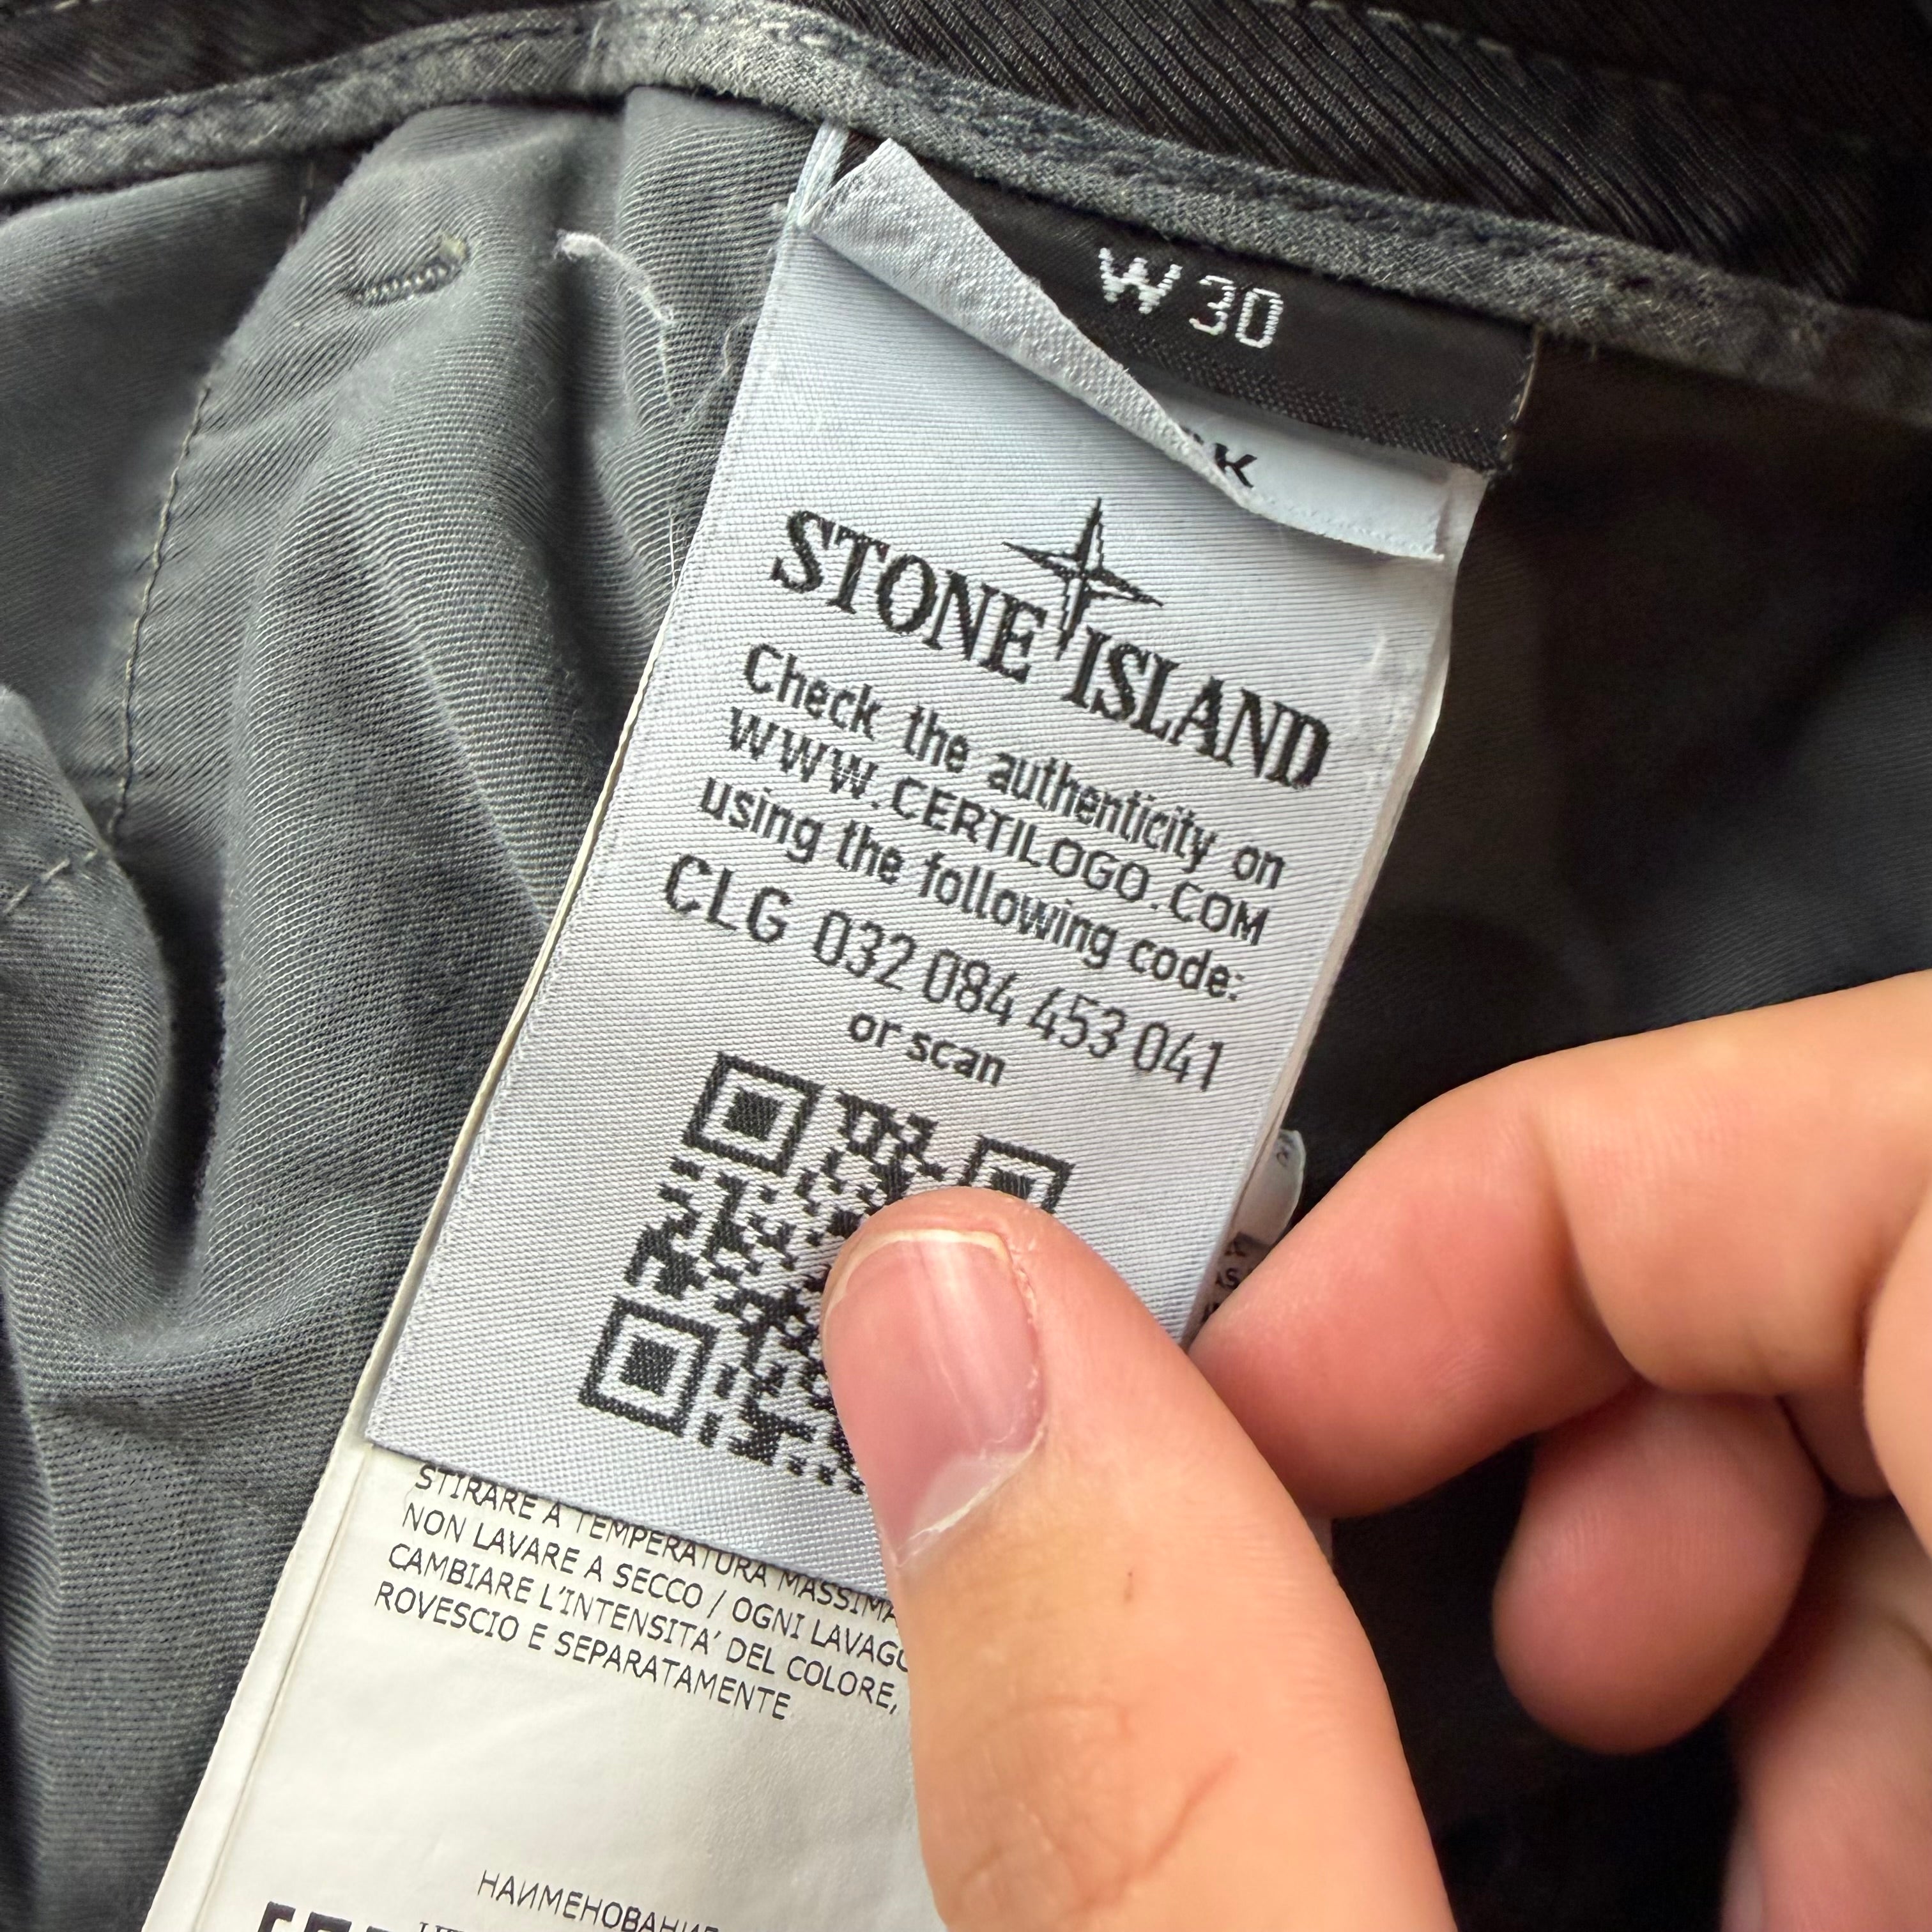 W 30
K
STONE ISLAND
Check the authenticity on
WWW.CERTILOGO.COM
using the following code:
CLG 032 084 453 041
or scan
STIRARE A TEMPERATURA MASSIMA
NON LAVARE A SECCO / OGNI LAVAGG
CAMBIARE L'INTENSITA' DEL COLORE,
ROVESCIO E SEPARATAMENTE
НАИМЕНОВАНИЕ